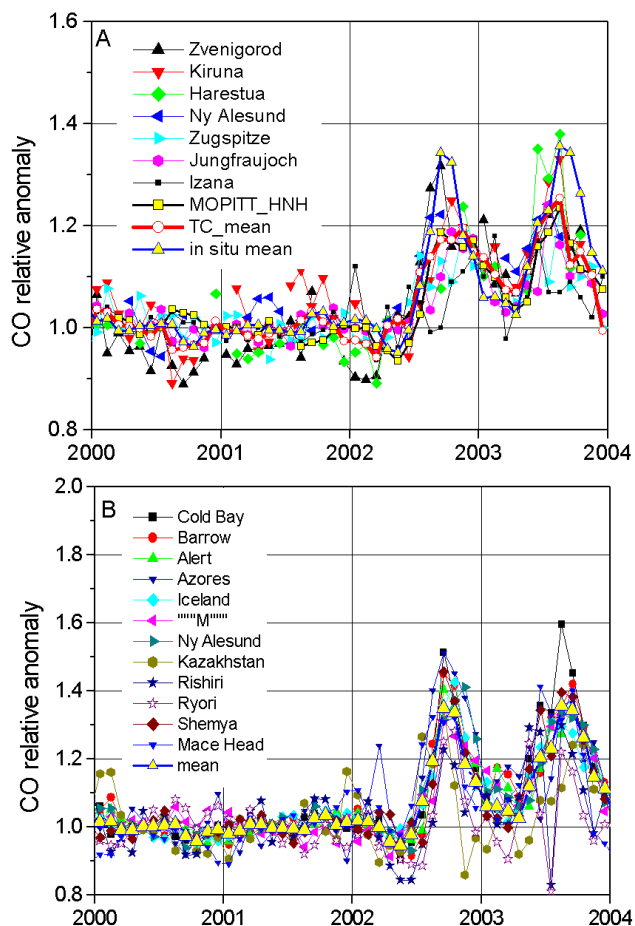 A
CO relative anomaly
1.6
1.4
1.2
1.0
0.8
Zvenigorod
Kiruna
Harestua
Ny Alesund
Zugspitze
Jungfraujoch
Izana
MOPITT_HNH
TC_mean
in situ mean
2000
2001
2002
2003
2004
B
CO relative anomaly
2.0
1.8
1.6
1.4
1.2
1.0
0.8
Cold Bay
Barrow
Alert
Azores
Iceland
""""M""""
Ny Alesund
Kazakhstan
Rishiri
Ryori
Shemya
Mace Head
mean
2000
2001
2002
2003
2004